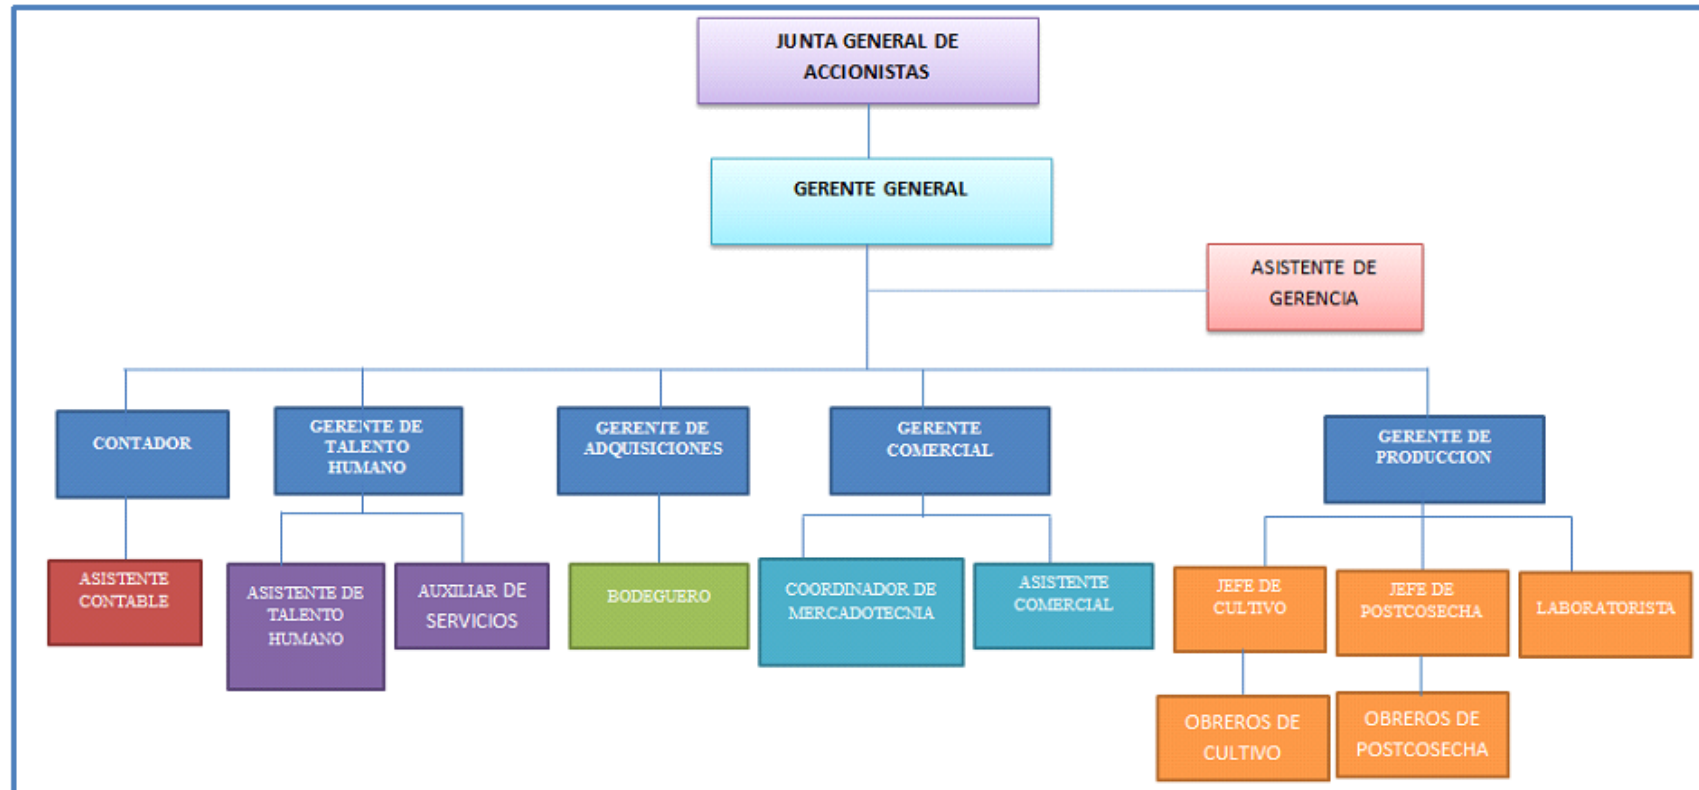 JUNTA GENERAL DE
ACCIONISTAS
GERENTE GENERAL
ASISTENTE DE
GERENCIA
CONTADOR
GERENTE DE
TALENTO
HUMANO
GERENTE DE
ADQUISICIONES
GERENTE
COMERCIAL
GERENTE DE
PRODUCCION
ASISTENTE
CONTABLE
ASISTENTE DE
TALENTO
HUMANO
AUXILIAR DE
SERVICIOS
BODEGUERO
COORDINADOR DE
MERCADOTECNIA
ASISTENTE
COMERCIAL
JEFE DE
CULTIVO
JEFE DE
POSTCOSECHA
LABORATORISTA
OBREROS DE
CULTIVO
OBREROS DE
POSTCOSECHA